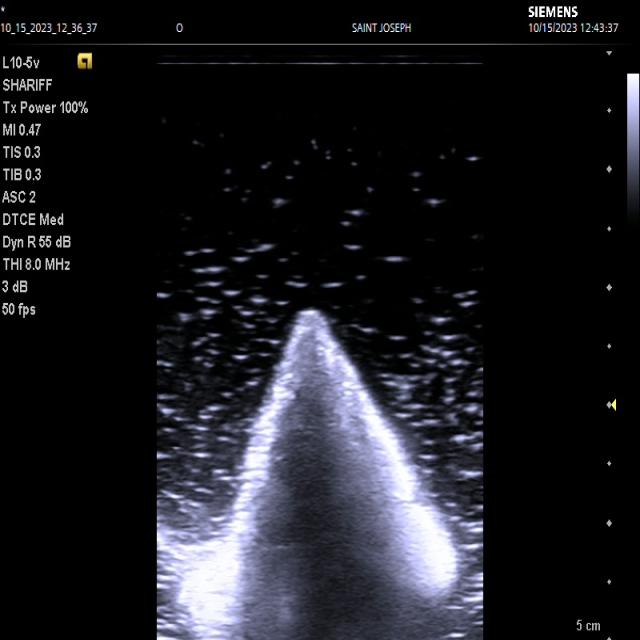 *
SIEMENS
10_15_2023_12_36_37
O
SAINT JOSEPH
10/15/2023 12:43:37
L10-5v
SHARIFF
Tx Power 100%
MI 0.47
TIS 0.3
TIB 0.3
ASC 2
DTCE Med
Dyn R 55 dB
THI 8.0 MHz
3 dB
50 fps
5 cm